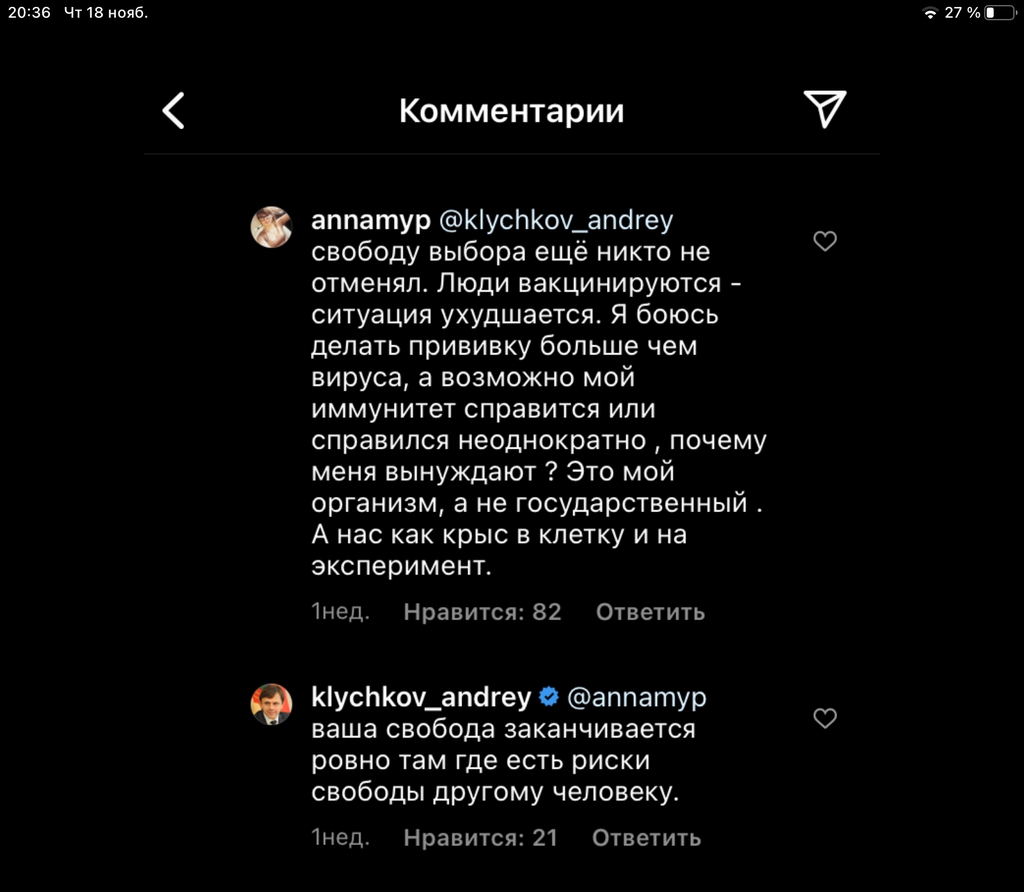 20:36 Чт 18 нояб. 27 %
Комментарии
annamyp @klychkov_andrey
свободу выбора ещё никто не
отменял. Люди вакцинируются -
ситуация ухудшается. Я боюсь
делать прививку больше чем
вируса, а возможно мой
иммунитет справится или
справился неоднократно , почему
меня вынуждают ? Это мой
организм, а не государственный .
А нас как крыс в клетку и на
эксперимент.
1нед. Нравится: 82 Ответить
klychkov_andrey @annamyp
ваша свобода заканчивается
ровно там где есть риски
свободы другому человеку.
1нед. Нравится: 21 Ответить